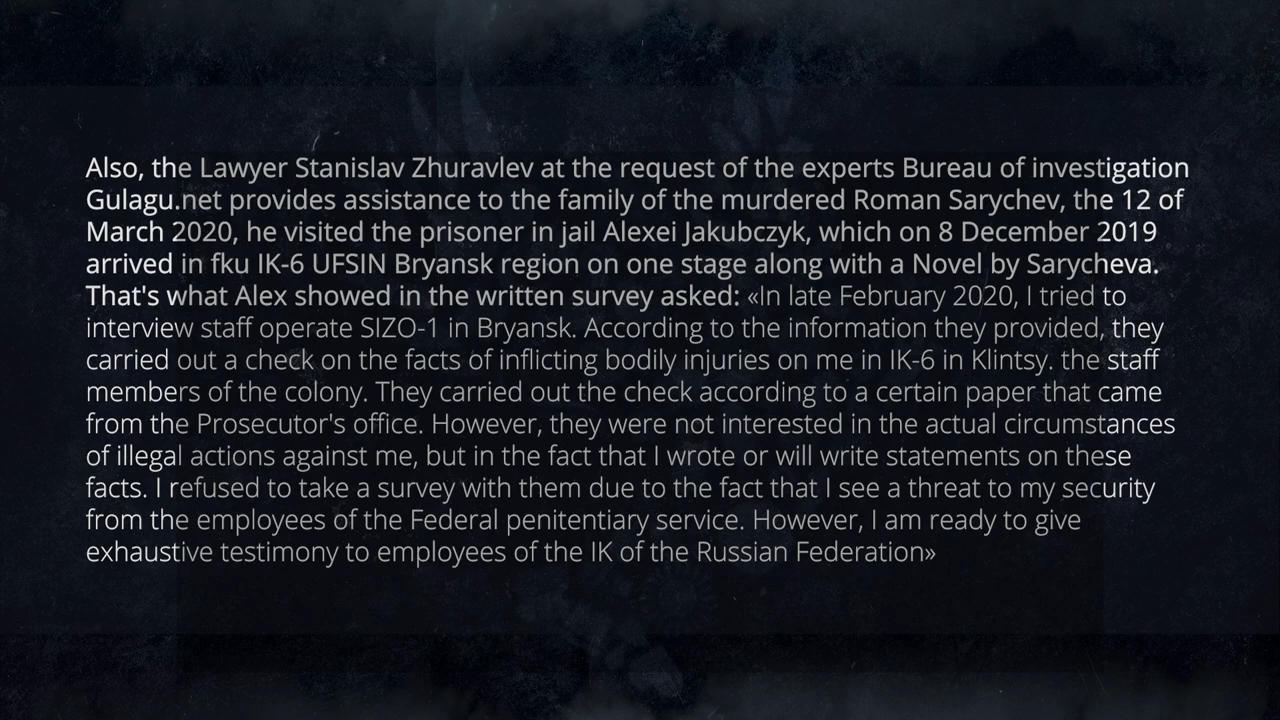 Also, the Lawyer Stanislav Zhuravlev at the request of the experts Bureau of investigation
Gulagu.net provides assistance to the family of the murdered Roman Sarychev, the 12 of
March 2020, he visited the prisoner in jail Alexei Jakubczyk, which on 8 December 2019
arrived in fku IK-6 UFSIN Bryansk region on one stage along with a Novel by Sarycheva.
That's what Alex showed in the written survey asked: «In late February 2020, I tried to
interview staff operate SIZO-1 in Bryansk. According to the information they provided, they
carried out a check on the facts of inflicting bodily injuries on me in IK-6 in Klintsy. the staff
members of the colony. They carried out the check according to a certain paper that came
from the Prosecutor's office. However, they were not interested in the actual circumstances
of illegal actions against me, but in the fact that I wrote or will write statements on these
facts. I refused to take a survey with them due to the fact that I see a threat to my security
from the employees of the Federal penitentiary service. However, I am ready to give
exhaustive testimony to employees of the IK of the Russian Federation»